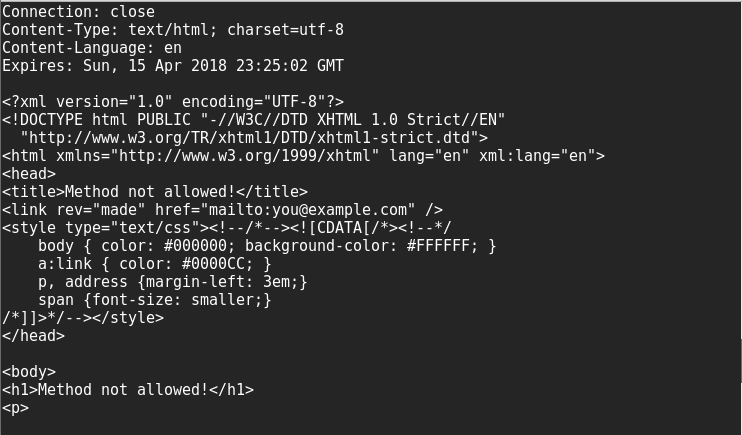 Connection: close
Content-Type: text/html; charset=utf-8
Content-Language: en
Expires: Sun, 15 Apr 2018 23:25:02 GMT

<?xml version="1.0" encoding="UTF-8"?>
<!DOCTYPE html PUBLIC "-//W3C//DTD XHTML 1.0 Strict//EN"
  "http://www.w3.org/TR/xhtml1/DTD/xhtml1-strict.dtd">
<html xmlns="http://www.w3.org/1999/xhtml" lang="en" xml:lang="en">
<head>
<title>Method not allowed!</title>
<link rev="made" href="mailto:you@example.com" />
<style type="text/css"><!--/*--><![CDATA[/*><!--*/
    body { color: #000000; background-color: #FFFFFF; }
    a:link { color: #0000CC; }
    p, address {margin-left: 3em;}
    span {font-size: smaller;}
/*]]>*/--></style>
</head>

<body>
<h1>Method not allowed!</h1>
<p>